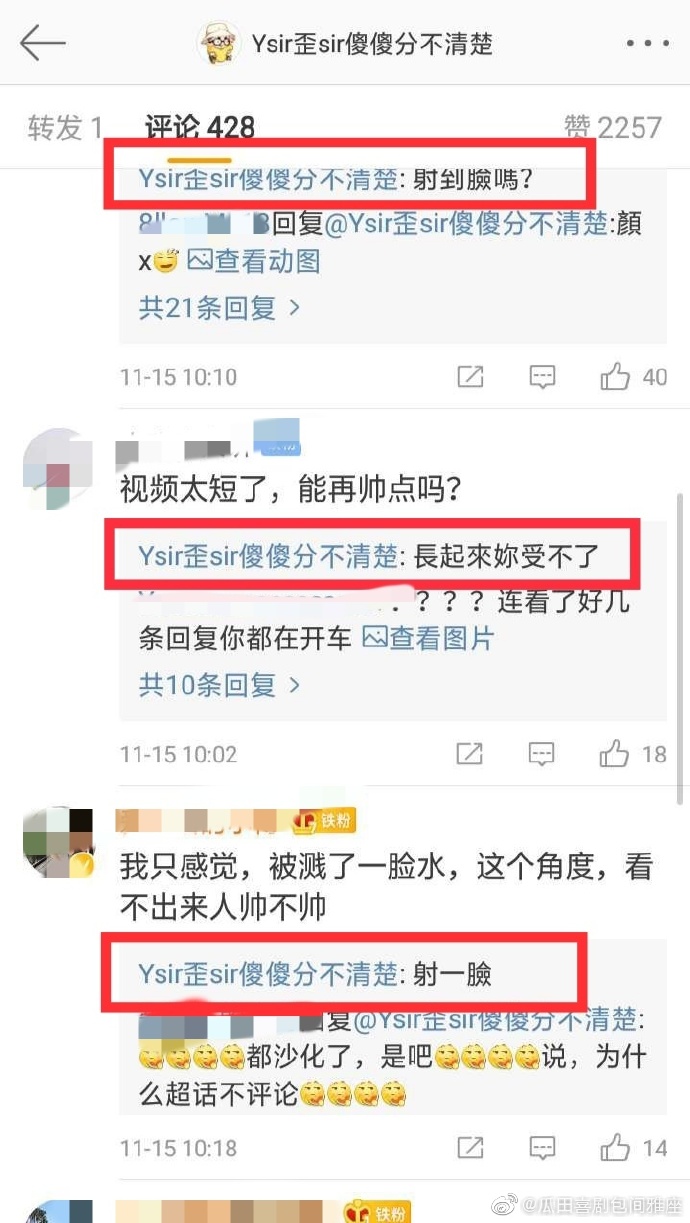 Ysir歪sir傻傻分不清楚
转发 1 评论 428 赞 2257
Ysir歪sir傻傻分不清楚: 射到臉嗎？
回复@Ysir歪sir傻傻分不清楚:顏
x 查看动图
共21条回复 >
11-15 10:10 40
视频太短了，能再帅点吗？
Ysir歪sir傻傻分不清楚: 長起來妳受不了
：？？？连看了好几
条回复你都在开车 查看图片
共10条回复 >
11-15 10:02 18
铁粉
我只感觉，被溅了一脸水，这个角度，看
不出来人帅不帅
Ysir歪sir傻傻分不清楚: 射一臉
回复@Ysir歪sir傻傻分不清楚:
都沙化了，是吧说，为什
么超话不评论
11-15 10:18 14
铁粉
@瓜田喜剧包间雅座